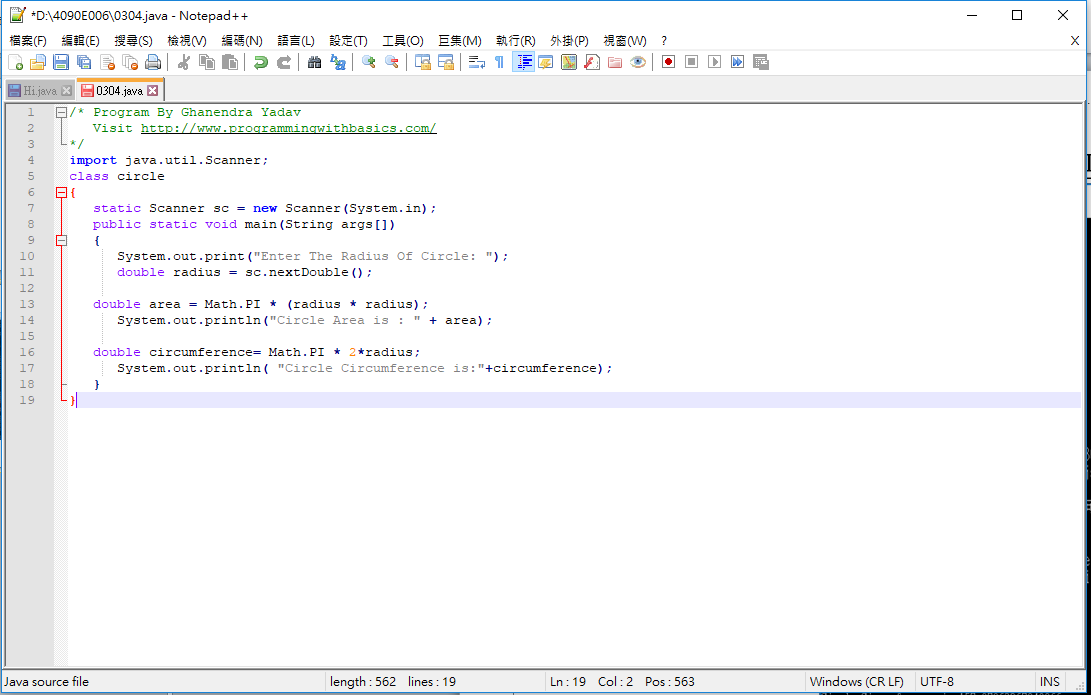 *D:\4090E006\0304.java - Notepad++
檔案(F) 編輯(E) 搜尋(S) 檢視(V) 編碼(N) 語言(L) 設定(T) 工具(O) 巨集(M) 執行(R) 外掛(P) 視窗(W) ? X
Hi.java 0304.java
1 /* Program By Ghanendra Yadav
2 Visit http://www.programmingwithbasics.com/
3 */
4 import java.util.Scanner;
5 class circle
6 {
7 static Scanner sc = new Scanner(System.in);
8 public static void main(String args[])
9 {
10 System.out.print("Enter The Radius Of Circle: ");
11 double radius = sc.nextDouble();
12
13 double area = Math.PI * (radius * radius);
14 System.out.println("Circle Area is : " + area);
15
16 double circumference= Math.PI * 2*radius;
17 System.out.println( "Circle Circumference is:"+circumference);
18 }
19 }
Java source file length : 562 lines : 19 Ln : 19 Col : 2 Pos : 563 Windows (CR LF) UTF-8 INS